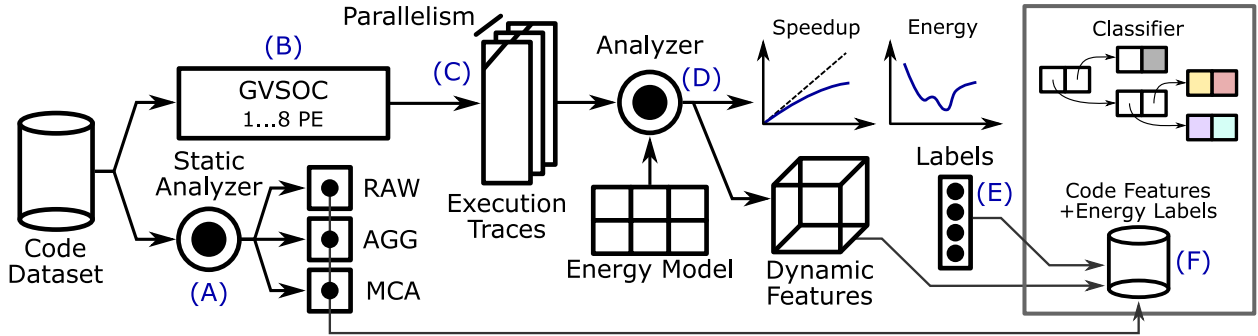 Parallelism
Speedup
Energy
Classifier
(B)
(C)
Analyzer
(D)
GVSOC
1...8 PE
Static
Analyzer
RAW
AGG
MCA
Code
Dataset
(A)
Execution
Traces
Energy Model
Dynamic
Features
Labels
(E)
Code Features
+Energy Labels
(F)